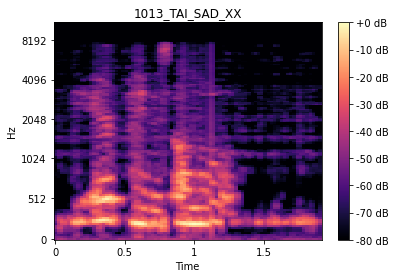 1013_TAI_SAD_XX
+0 dB
8192
-10 dB
4096
-20 dB
-30 dB
2048
Hz
-40 dB
1024
-50 dB
512
-60 dB
-70 dB
0
-80 dB
0
0.5
1
1.5
Time